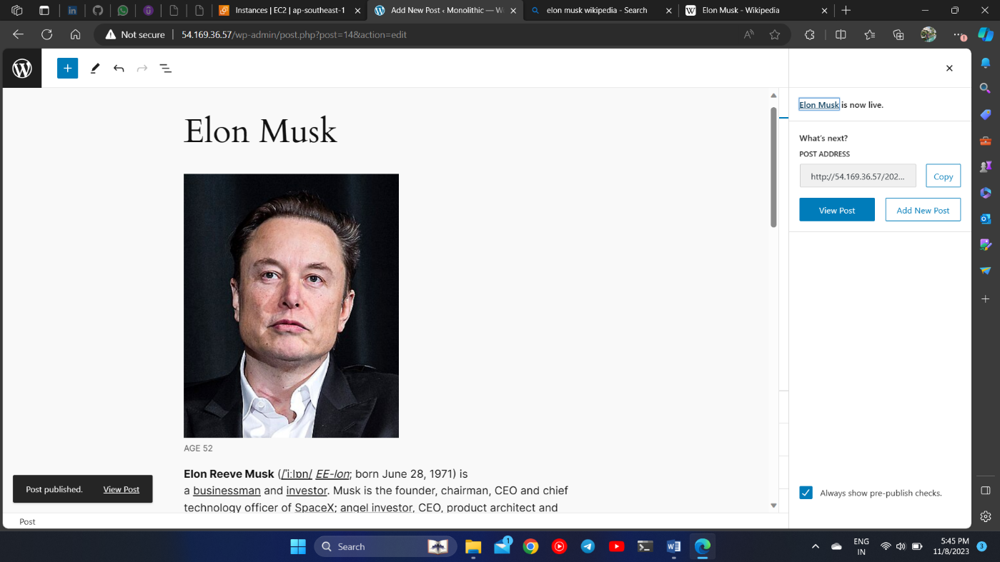 Instances | EC2 | ap-southeast-1
Add New Post ‹ Monolithic — W
elon musk wikipedia - Search
Elon Musk - Wikipedia
Not secure
54.169.36.57/wp-admin/post.php?post=14&action=edit
Elon Musk
AGE 52
Elon Reeve Musk (/ˈiːlɒn/ EE-lon; born June 28, 1971) is
a businessman and investor. Musk is the founder, chairman, CEO and chief
technology officer of SpaceX; angel investor, CEO, product architect and
Post published. View Post
Post
Elon Musk is now live.
What's next?
POST ADDRESS
http://54.169.36.57/202...
Copy
View Post
Add New Post
Always show pre-publish checks.
Search
1
ENG
IN
5:45 PM
11/8/2023
3